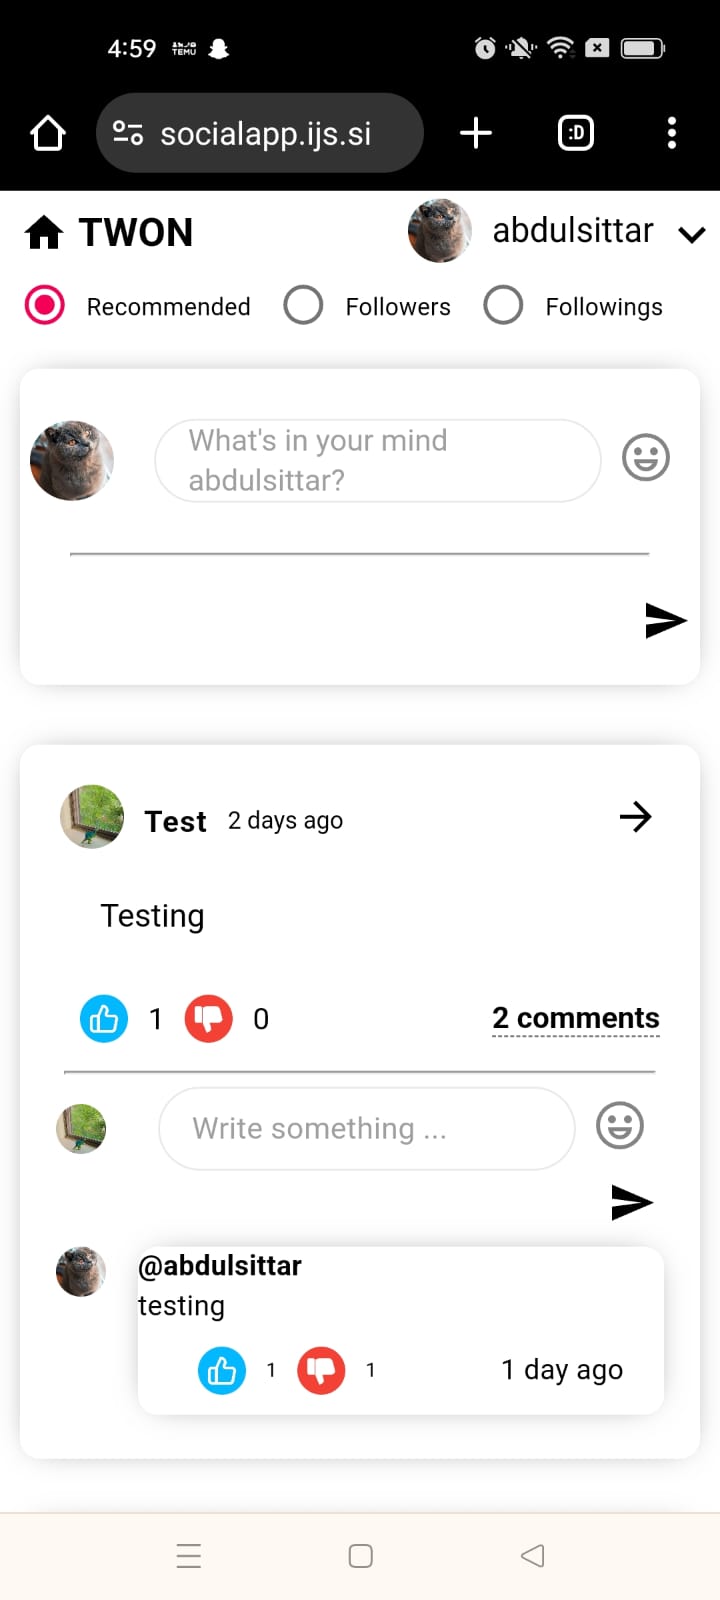 4:59 TEMU
socialapp.ijs.si :D
TWON abdulsittar
Recommended Followers Followings
What's in your mind
abdulsittar?
Test 2 days ago
Testing
1 0 2 comments
Write something ...
@abdulsittar
testing
1 1 1 day ago